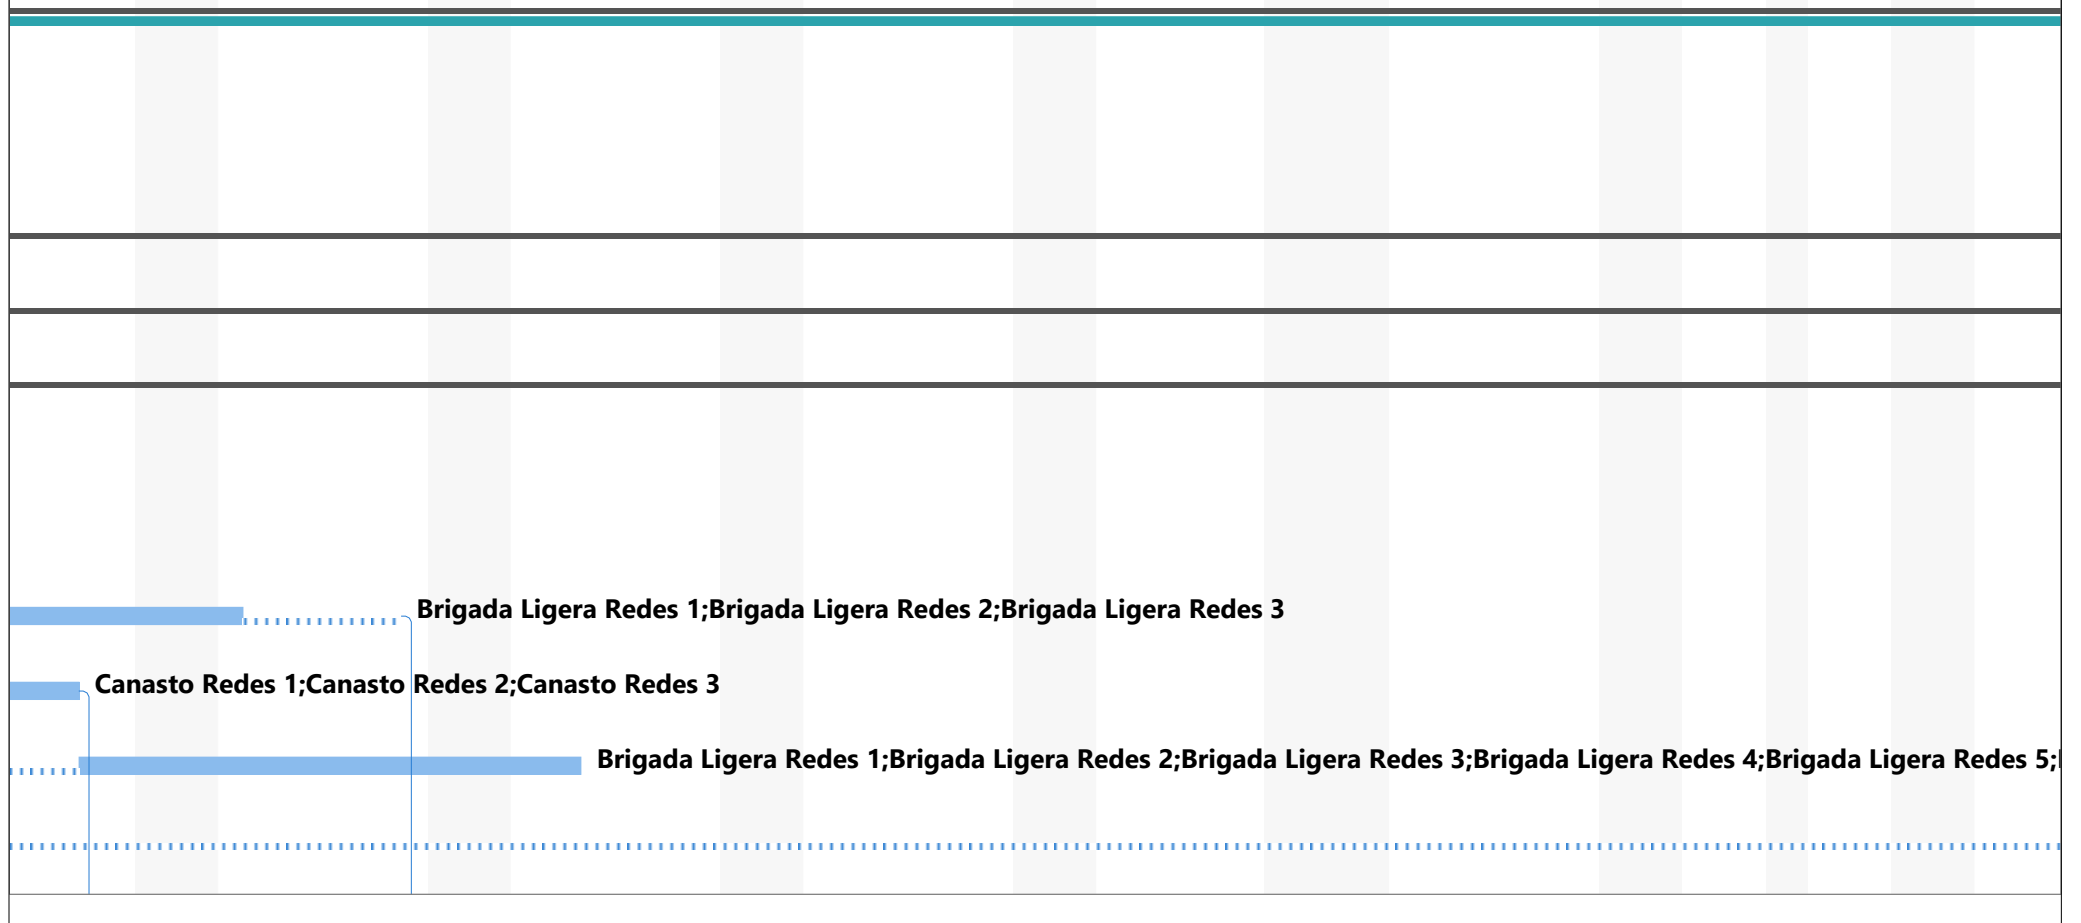 Brigada Ligera Redes 1;Brigada Ligera Redes 2;Brigada Ligera Redes 3
Canasto Redes 1;Canasto Redes 2;Canasto Redes 3
Brigada Ligera Redes 1;Brigada Ligera Redes 2;Brigada Ligera Redes 3;Brigada Ligera Redes 4;Brigada Ligera Redes 5;